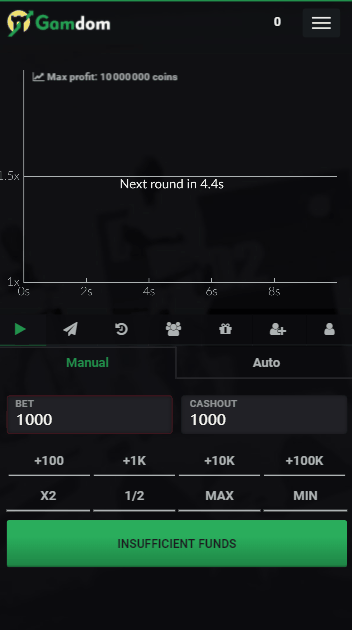 Gamdom
0
Max profit: 10 000 000 coins
1.5x
Next round in 4.4s
1x
0s 2s 4s 6s 8s
Manual Auto
BET CASHOUT
1000 1000
+100 +1K +10K +100K
X2 1/2 MAX MIN
INSUFFICIENT FUNDS